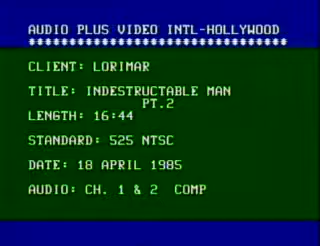 AUDIO PLUS VIDEO INTL-HOLLYWOOD
********************************
CLIENT: LORIMAR
TITLE: INDESTRUCTABLE MAN
PT.2
LENGTH: 16:44
STANDARD: 525 NTSC
DATE: 18 APRIL 1985
AUDIO: CH. 1 & 2 COMP